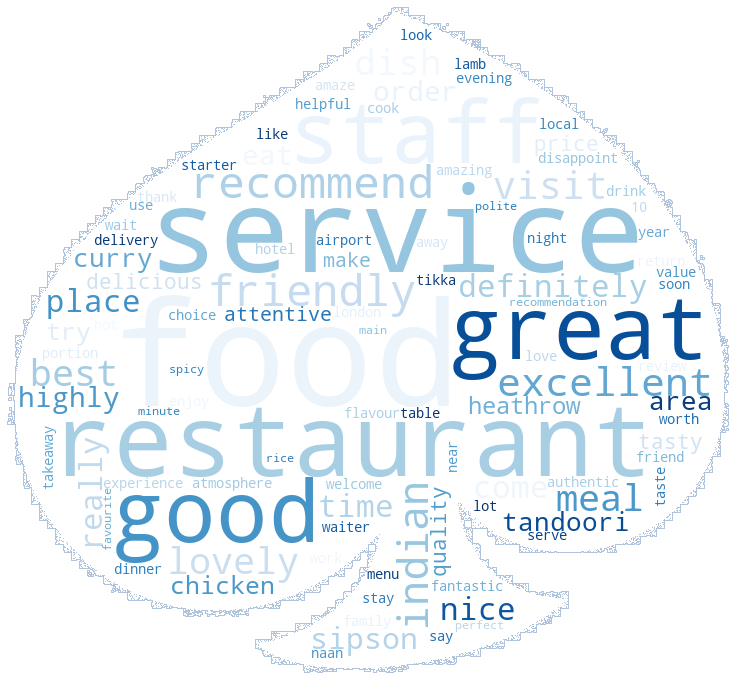 look
dish
lamb
evening
amaze
order
helpful
cook
staff
local
like
price
disappoint
starter
eat
amazing
recommend
visit
thank
use
service
polite
drink
10
wait
delivery
hotel
airport
away
night
year
curry
make
return
delicious
friendly
tikka
definitely
value
soon
place
choice
attentive
london
recommendation
great
try
hot
main
portion
food
love
review
best
spicy
excellent
highly
enjoy
minute
flavour
table
heathrow
area
worth
restaurant
takeaway
really
rice
near
tasty
friend
experience
atmosphere
welcome
come
authentic
taste
favourite
good
time
indian
quality
meal
lot
waiter
tandoori
serve
lovely
work
dinner
menu
chicken
fantastic
stay
nice
family
perfect
sipson
say
naan